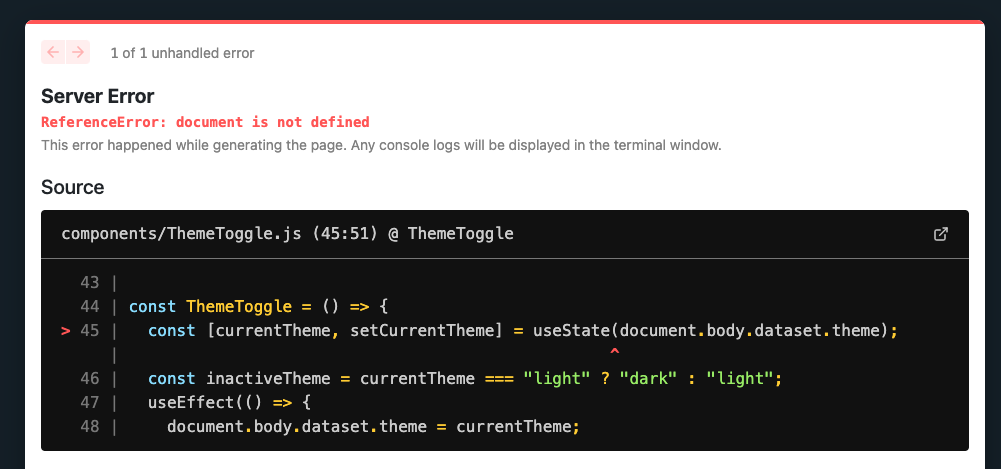 1 of 1 unhandled error
Server Error
ReferenceError: document is not defined
This error happened while generating the page. Any console logs will be displayed in the terminal window.
Source
components/ThemeToggle.js (45:51) @ ThemeToggle
43 |
44 | const ThemeToggle = () => {
> 45 |   const [currentTheme, setCurrentTheme] = useState(document.body.dataset.theme);
|                                                   ^
46 |   const inactiveTheme = currentTheme === "light" ? "dark" : "light";
47 |   useEffect(() => {
48 |     document.body.dataset.theme = currentTheme;